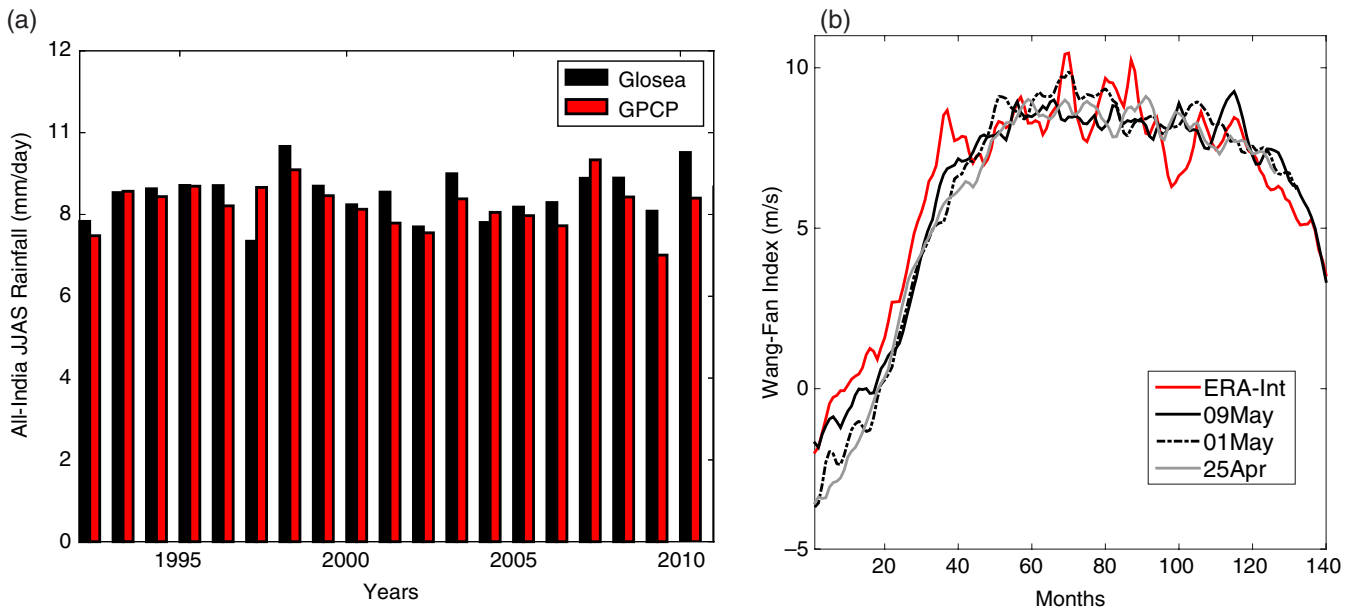 (a)
All-India JJAS Rainfall (mm/day)
12
10
8
6
4
2
0
Glosea
GPCP
1995
2000
2005
2010
Years
(b)
Wang-Fan Index (m/s)
10
5
0
−5
ERA-Int
09May
01May
25Apr
20
40
60
80
100
120
140
Months